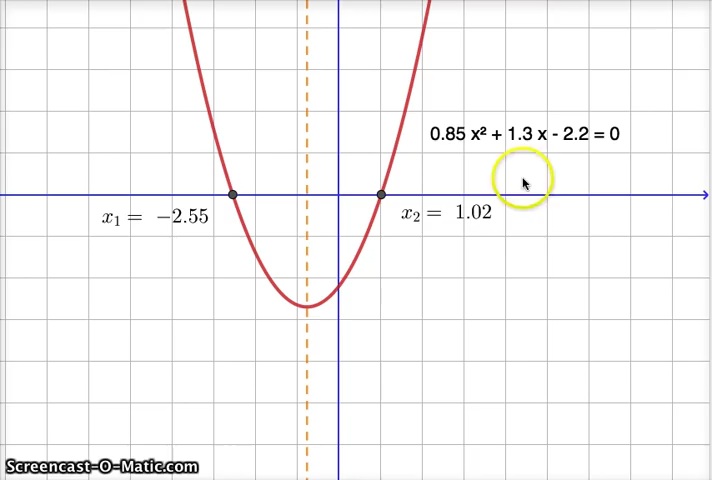 0.85 x² + 1.3 x - 2.2 = 0
x₁ = −2.55
x₂ = 1.02
Screencast-O-Matic.com